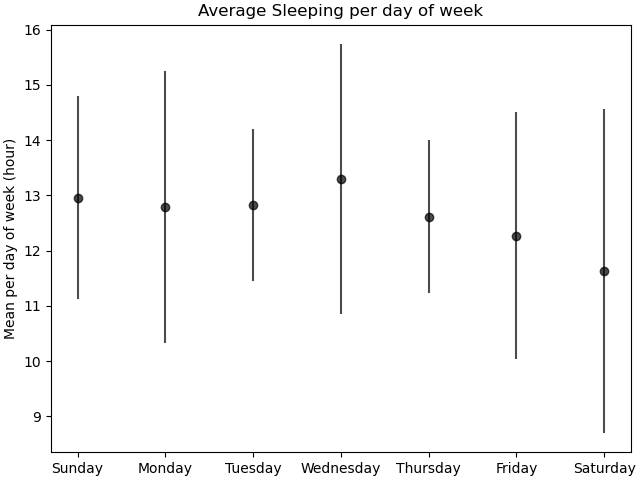 Average Sleeping per day of week
Mean per day of week (hour)
16
15
14
13
12
11
10
9
Sunday Monday Tuesday Wednesday Thursday Friday Saturday